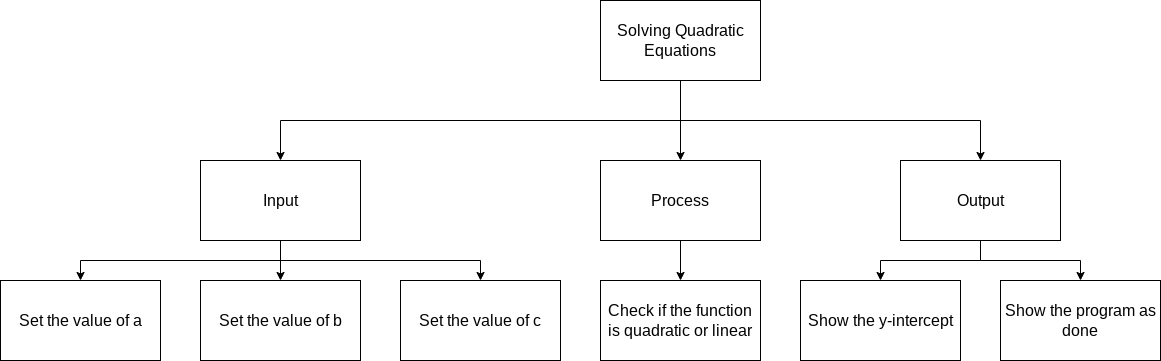 Solving Quadratic
Equations
Input
Process
Output
Set the value of a
Set the value of b
Set the value of c
Check if the function
is quadratic or linear
Show the y-intercept
Show the program as
done